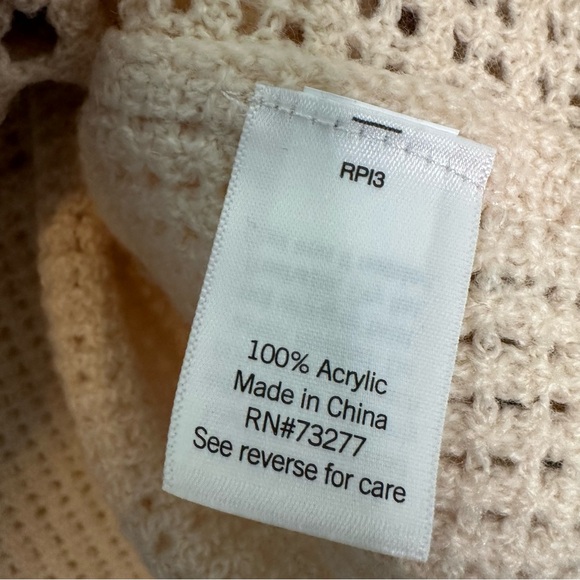 RPI3
100% Acrylic
Made in China
RN#73277
See reverse for care